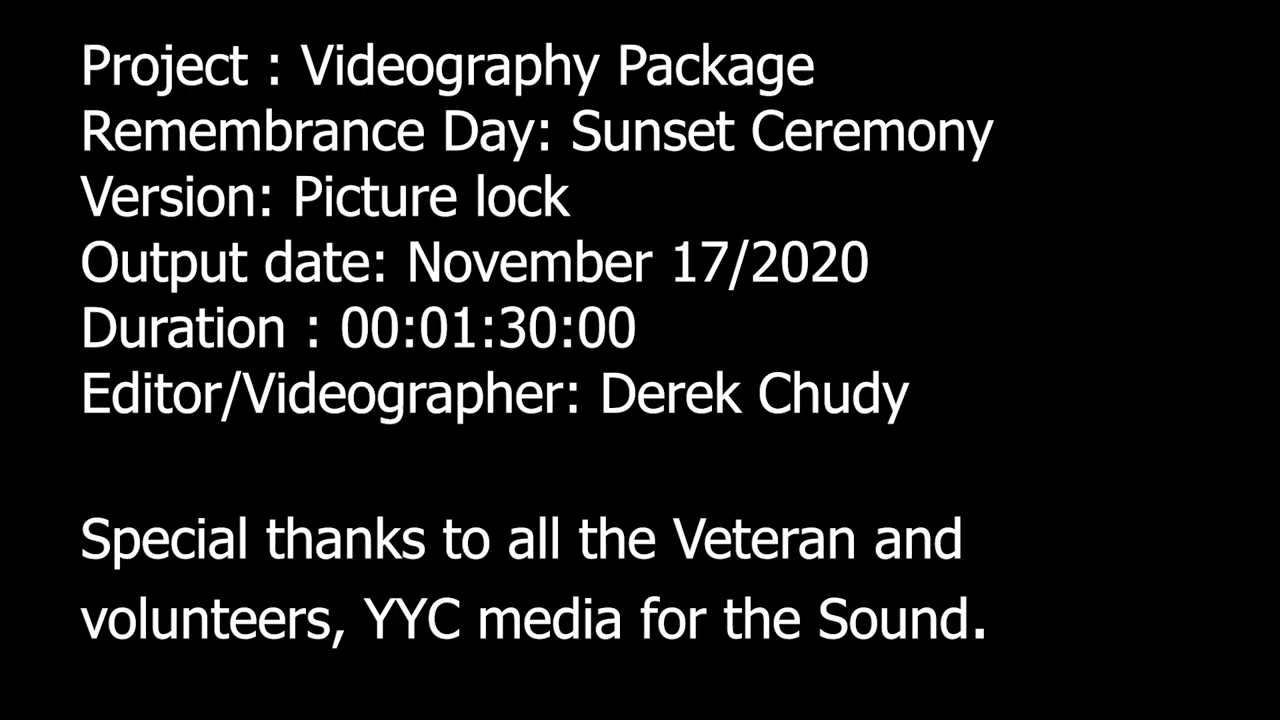 Project : Videography Package
Remembrance Day: Sunset Ceremony
Version: Picture lock
Output date: November 17/2020
Duration : 00:01:30:00
Editor/Videographer: Derek Chudy
Special thanks to all the Veteran and
volunteers, YYC media for the Sound.